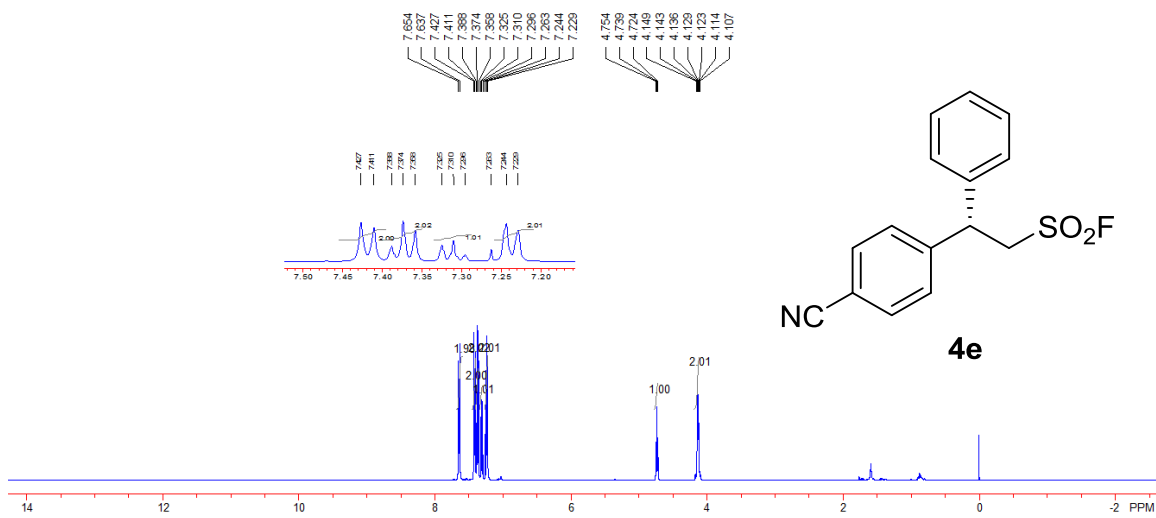 7.654 7.637 7.427 7.411 7.388 7.374 7.358 7.325 7.310 7.296 7.263 7.244 7.229 4.754 4.739 4.724 4.149 4.143 4.136 4.129 4.123 4.114 4.107
7.427 7.411 7.388 7.374 7.358 7.325 7.310 7.296 7.263 7.244 7.229
2.00 2.02 1.01 2.01
7.50 7.45 7.40 7.35 7.30 7.25 7.20
SO2F
NC
4e
2.01
1.00
14 12 10 8 6 4 2 0 -2 PPM